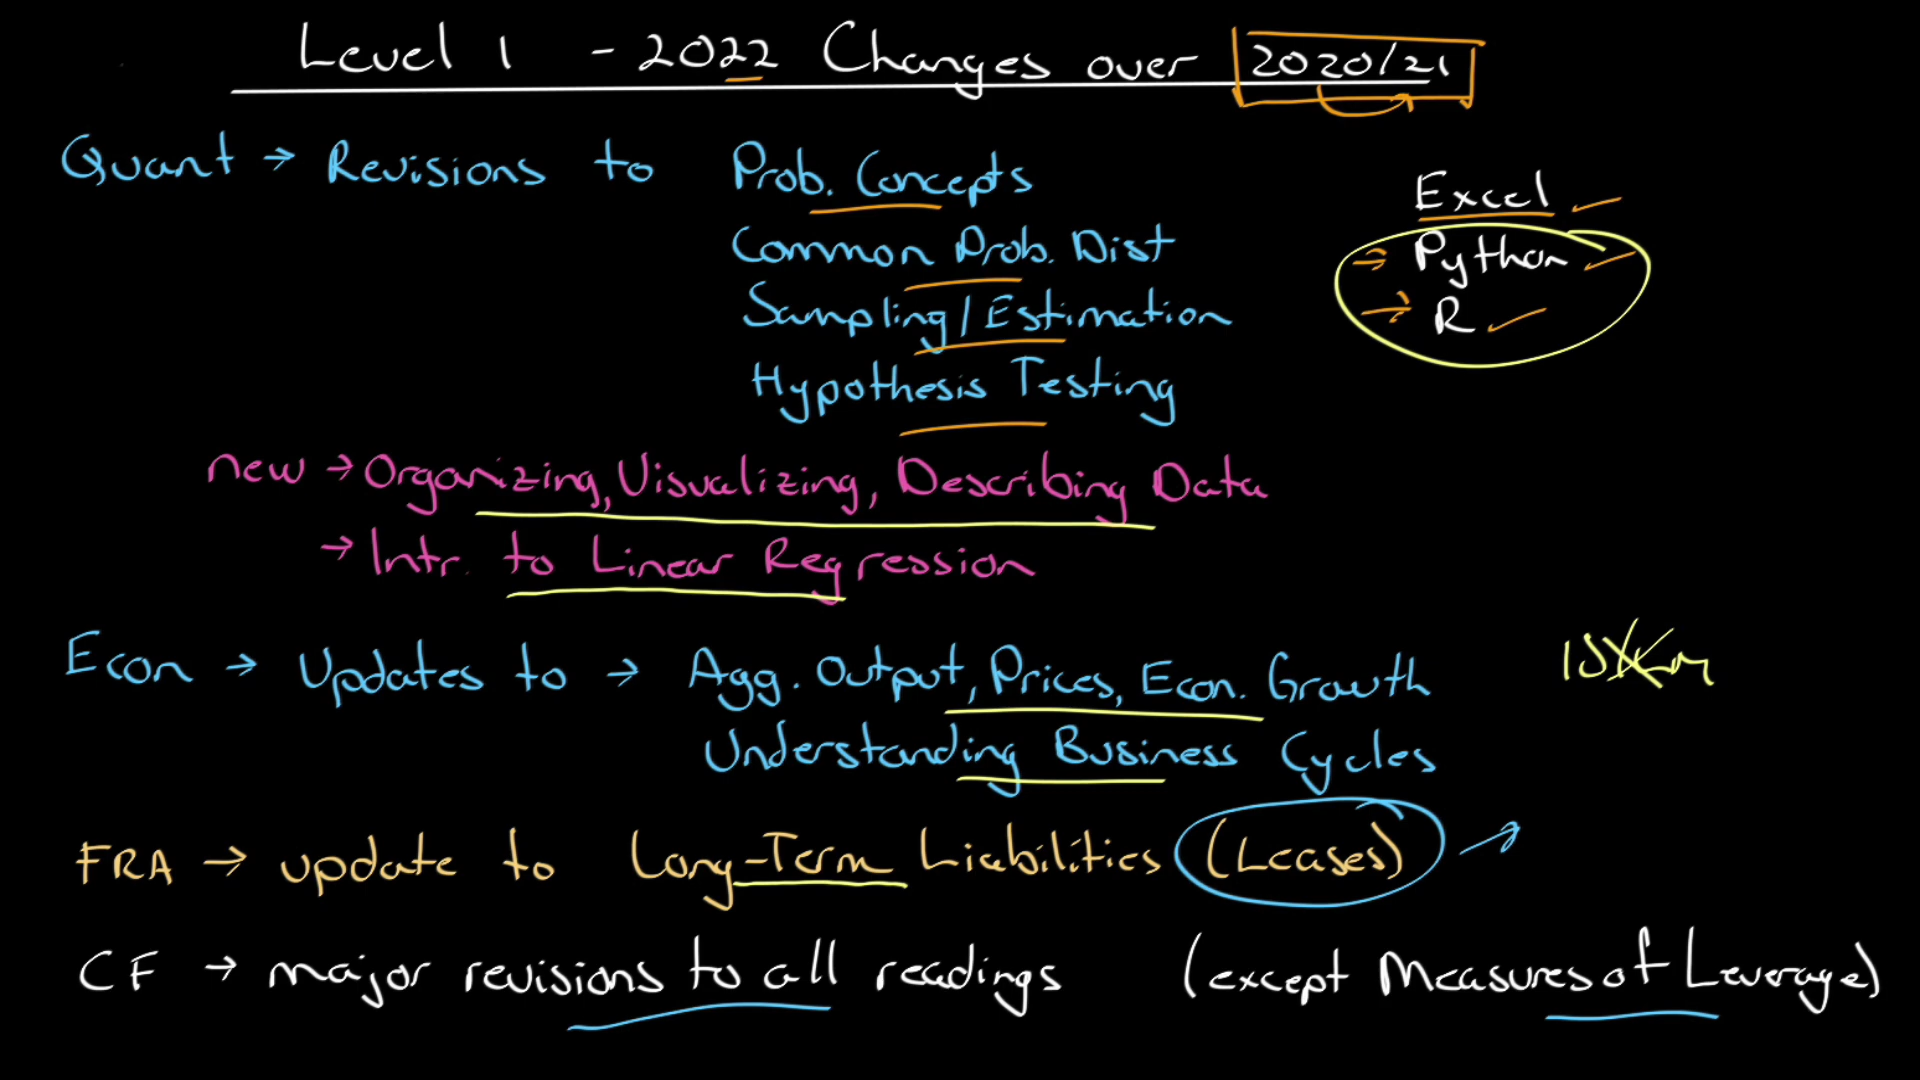 Level 1 - 2022 Changes over 2020/21
Quant → Revisions to Prob. Concepts
Common Prob. Dist
Sampling/Estimation
Hypothesis Testing
Excel
→ Python
→ R
new → Organizing, Visualizing, Describing Data
→ Intr. to Linear Regression
Econ → Updates to → Agg. Output, Prices, Econ. Growth
Understanding Business Cycles
FRA → update to Long-Term Liabilities (Leases)
CF → major revisions to all readings (except Measures of Leverage)